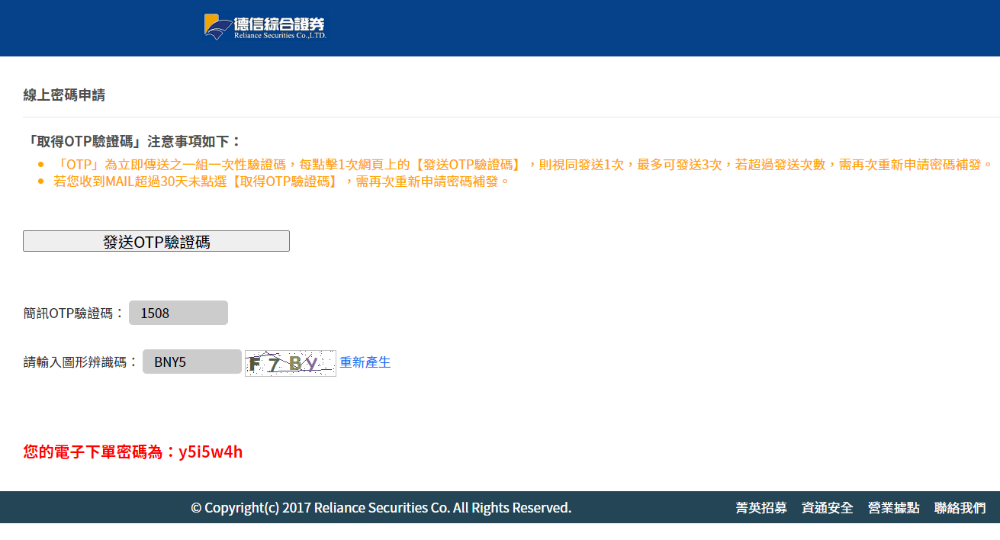 德信綜合證券
Reliance Securities Co.,LTD.
線上密碼申請
「取得OTP驗證碼」注意事項如下：
「OTP」為立即傳送之一組一次性驗證碼，每點擊1次網頁上的【發送OTP驗證碼】，則視同發送1次，最多可發送3次，若超過發送次數，需再次重新申請密碼補發。
若您收到MAIL超過30天未點選【取得OTP驗證碼】，需再次重新申請密碼補發。
發送OTP驗證碼
簡訊OTP驗證碼： 1508
請輸入圖形辨識碼： BNY5 F7By 重新產生
您的電子下單密碼為：y5i5w4h
© Copyright(c) 2017 Reliance Securities Co. All Rights Reserved. 菁英招募 資通安全 營業據點 聯絡我們